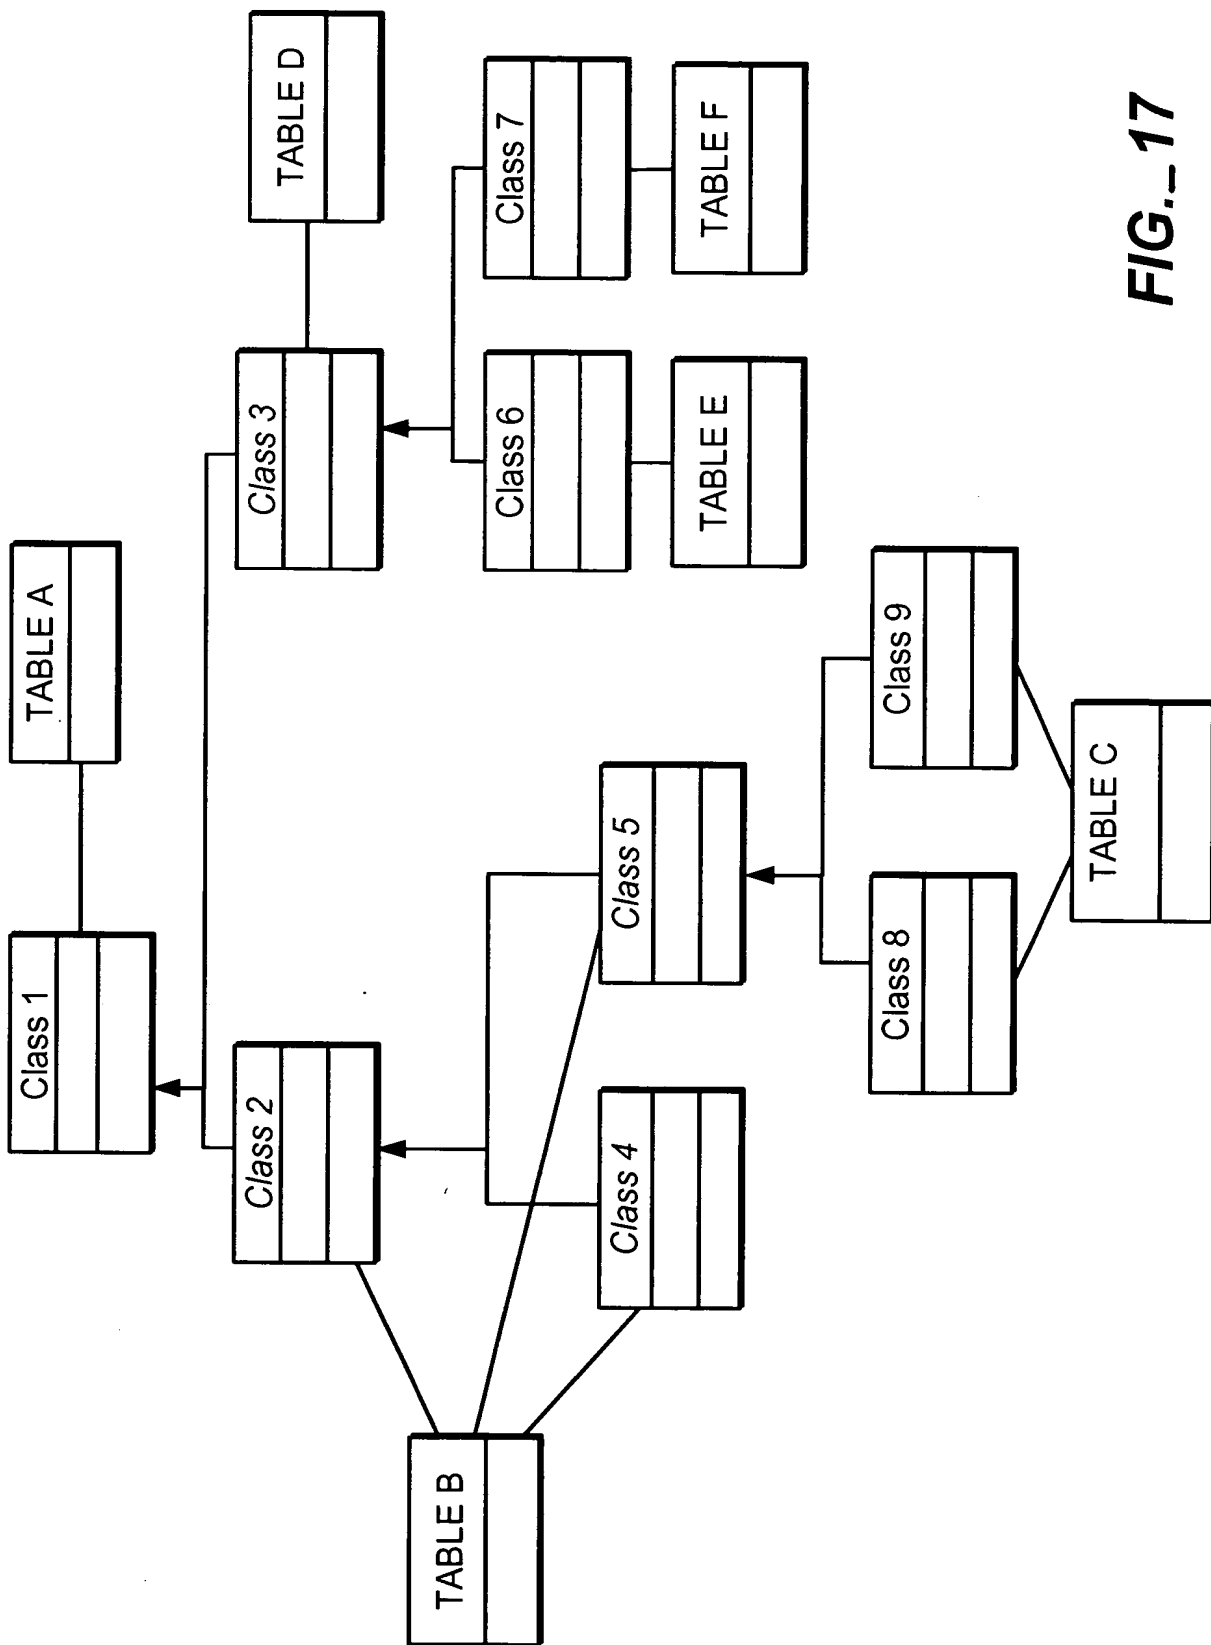 Class 1
TABLE A
Class 2
Class 3
TABLE D
TABLE B
Class 4
Class 5
Class 6
Class 7
TABLE E
TABLE F
Class 8
Class 9
TABLE C
FIG._17